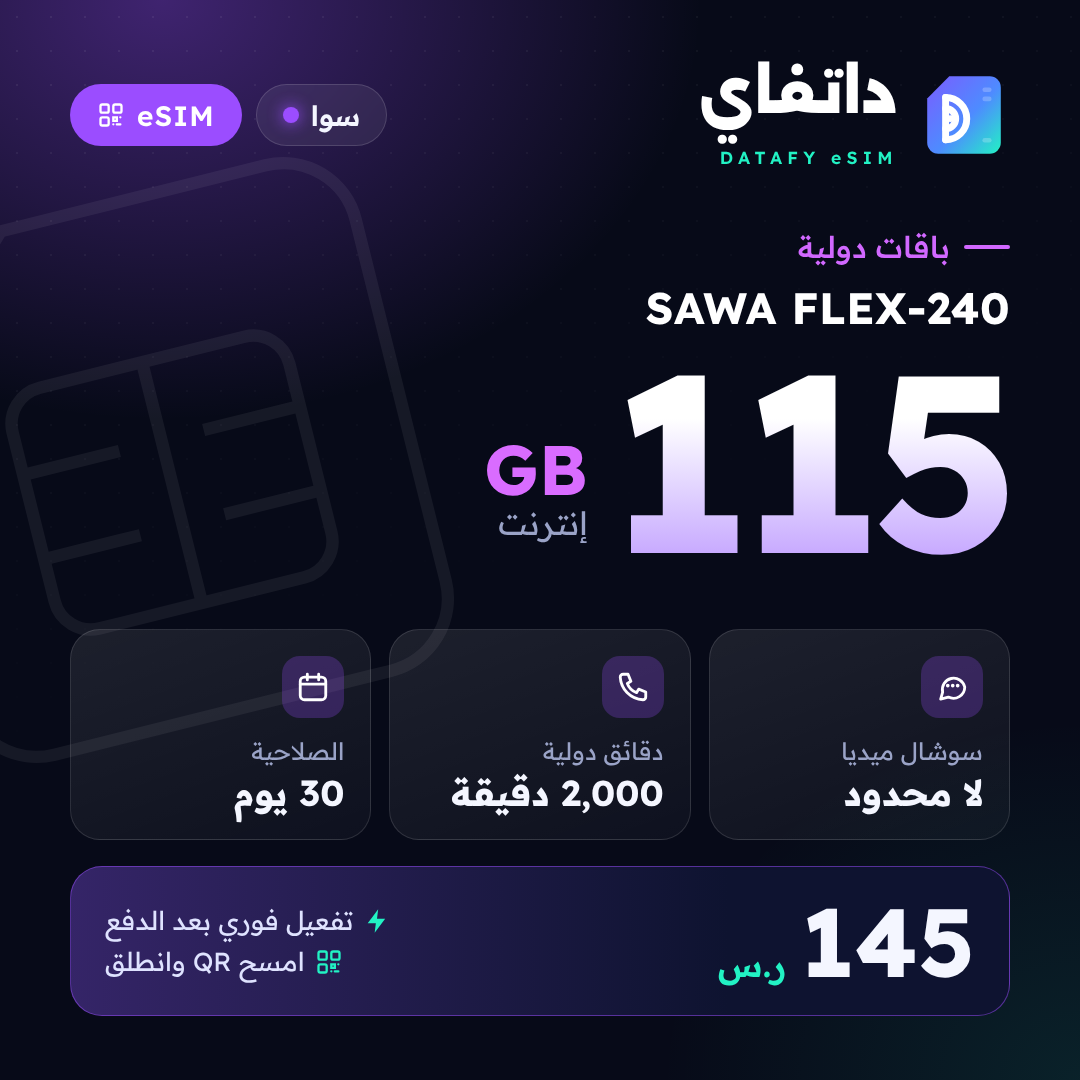 داتفاي
DATAFY eSIM
سوا
eSIM
باقات دولية
SAWA FLEX-240
115
GB
إنترنت
سوشال ميديا
لا محدود
دقائق دولية
2,000 دقيقة
الصلاحية
30 يوم
145 ر.س
تفعيل فوري بعد الدفع
امسح QR وانطلق